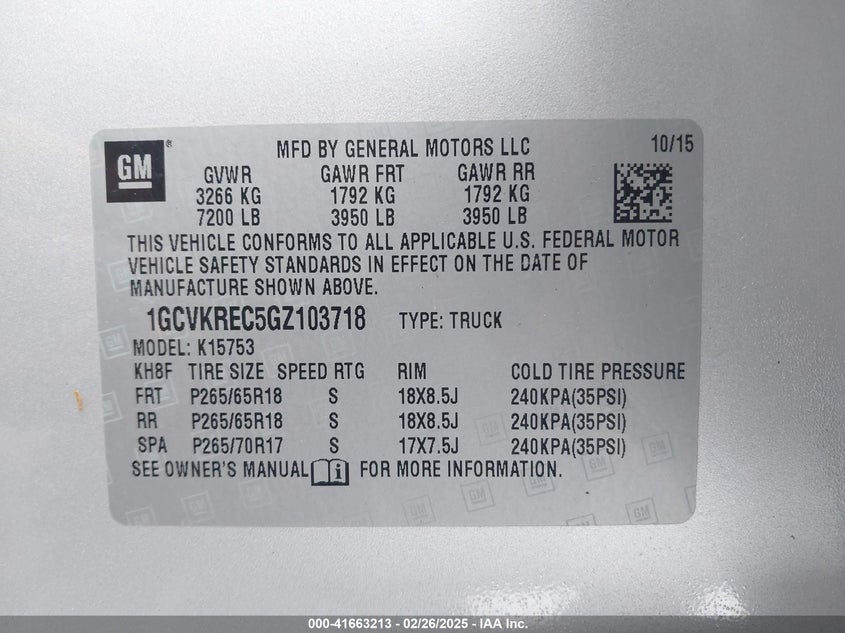 GM
MFD BY GENERAL MOTORS LLC 10/15
GVWR GAWR FRT GAWR RR
3266 KG 1792 KG 1792 KG
7200 LB 3950 LB 3950 LB
THIS VEHICLE CONFORMS TO ALL APPLICABLE U.S. FEDERAL MOTOR
VEHICLE SAFETY STANDARDS IN EFFECT ON THE DATE OF
MANUFACTURE SHOWN ABOVE.
1GCVKREC5GZ103718 TYPE: TRUCK
MODEL: K15753
KH8F TIRE SIZE SPEED RTG RIM COLD TIRE PRESSURE
FRT P265/65R18 S 18X8.5J 240KPA(35PSI)
RR P265/65R18 S 18X8.5J 240KPA(35PSI)
SPA P265/70R17 S 17X7.5J 240KPA(35PSI)
SEE OWNER'S MANUAL i FOR MORE INFORMATION.
000-41663213 - 02/26/2025 - IAA Inc.